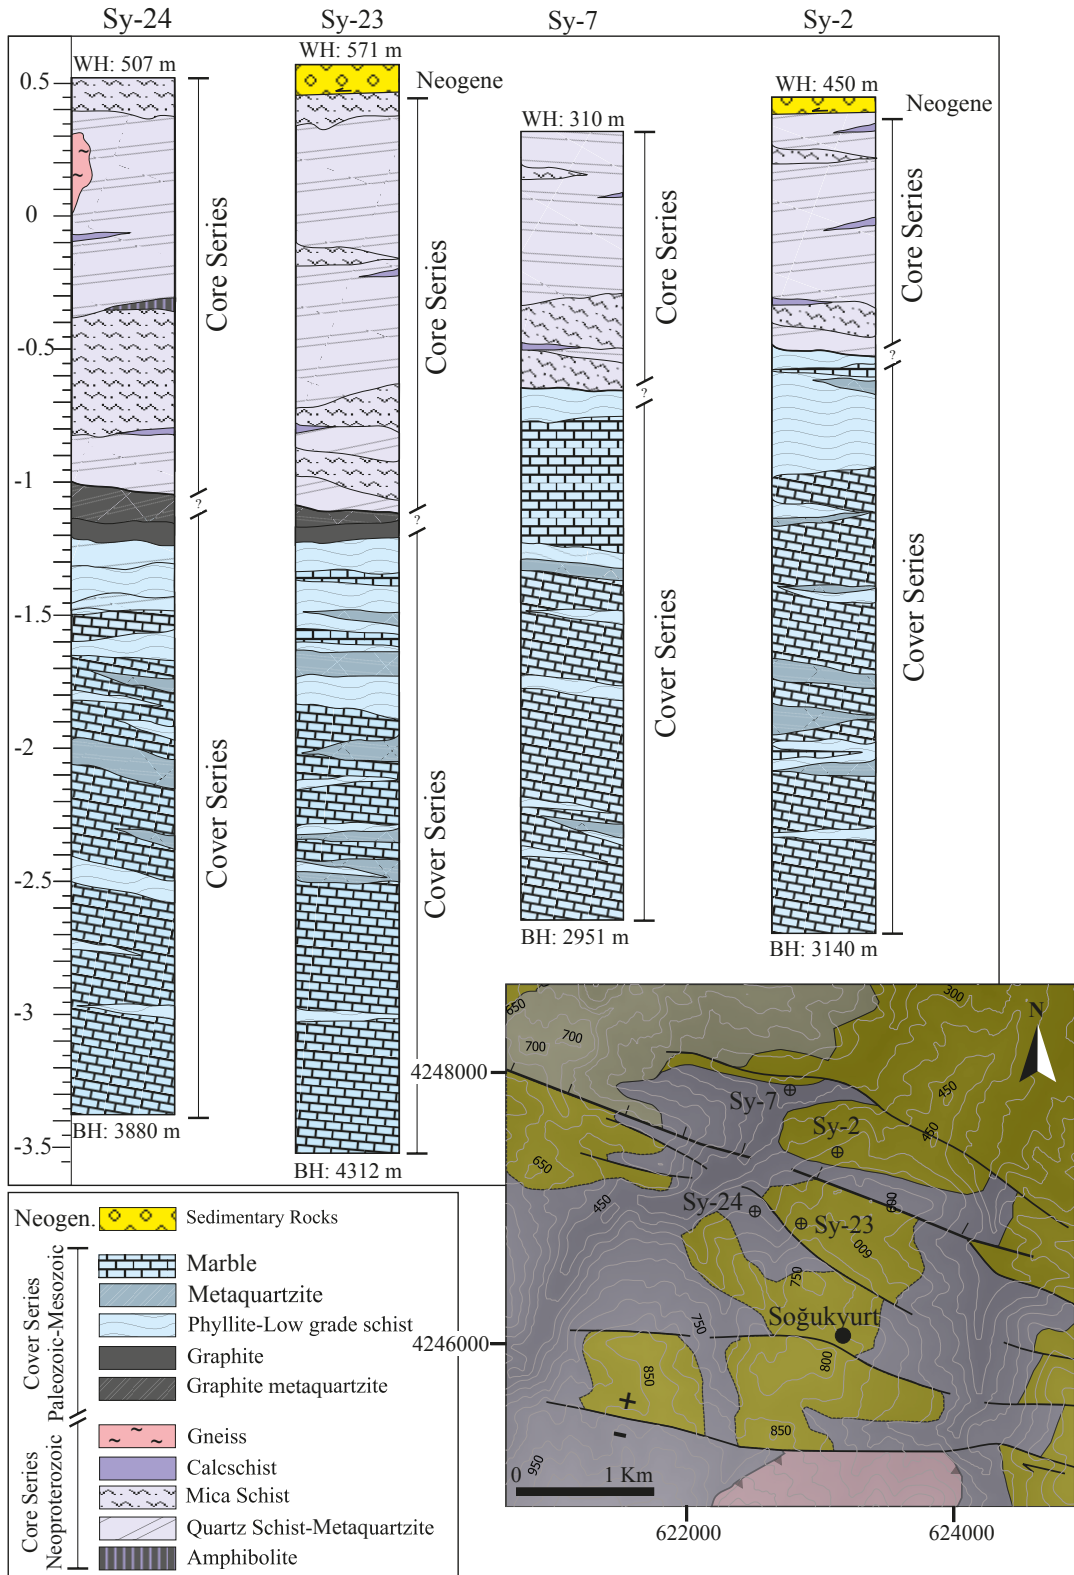 Sy-24
Sy-23
Sy-7
Sy-2
WH: 507 m
WH: 571 m
WH: 310 m
WH: 450 m
Neogene
Neogene
0.5
0
-0.5
-1
-1.5
-2
-2.5
-3
-3.5
Core Series
Core Series
Core Series
Core Series
?
?
?
?
Cover Series
Cover Series
Cover Series
Cover Series
BH: 3880 m
BH: 4312 m
BH: 2951 m
BH: 3140 m
Neogen.
Sedimentary Rocks
Cover Series
Paleozoic-Mesozoic
Marble
Metaquartzite
Phyllite-Low grade schist
Graphite
Graphite metaquartzite
Core Series
Neoproterozoic
Gneiss
Calcschist
Mica Schist
Quartz Schist-Metaquartzite
Amphibolite
4248000
4246000
622000
624000
N
650
700
700
300
450
450
650
450
600
600
750
750
800
850
850
950
Sy-7
Sy-2
Sy-24
Sy-23
Soğukyurt
+
-
0
1 Km